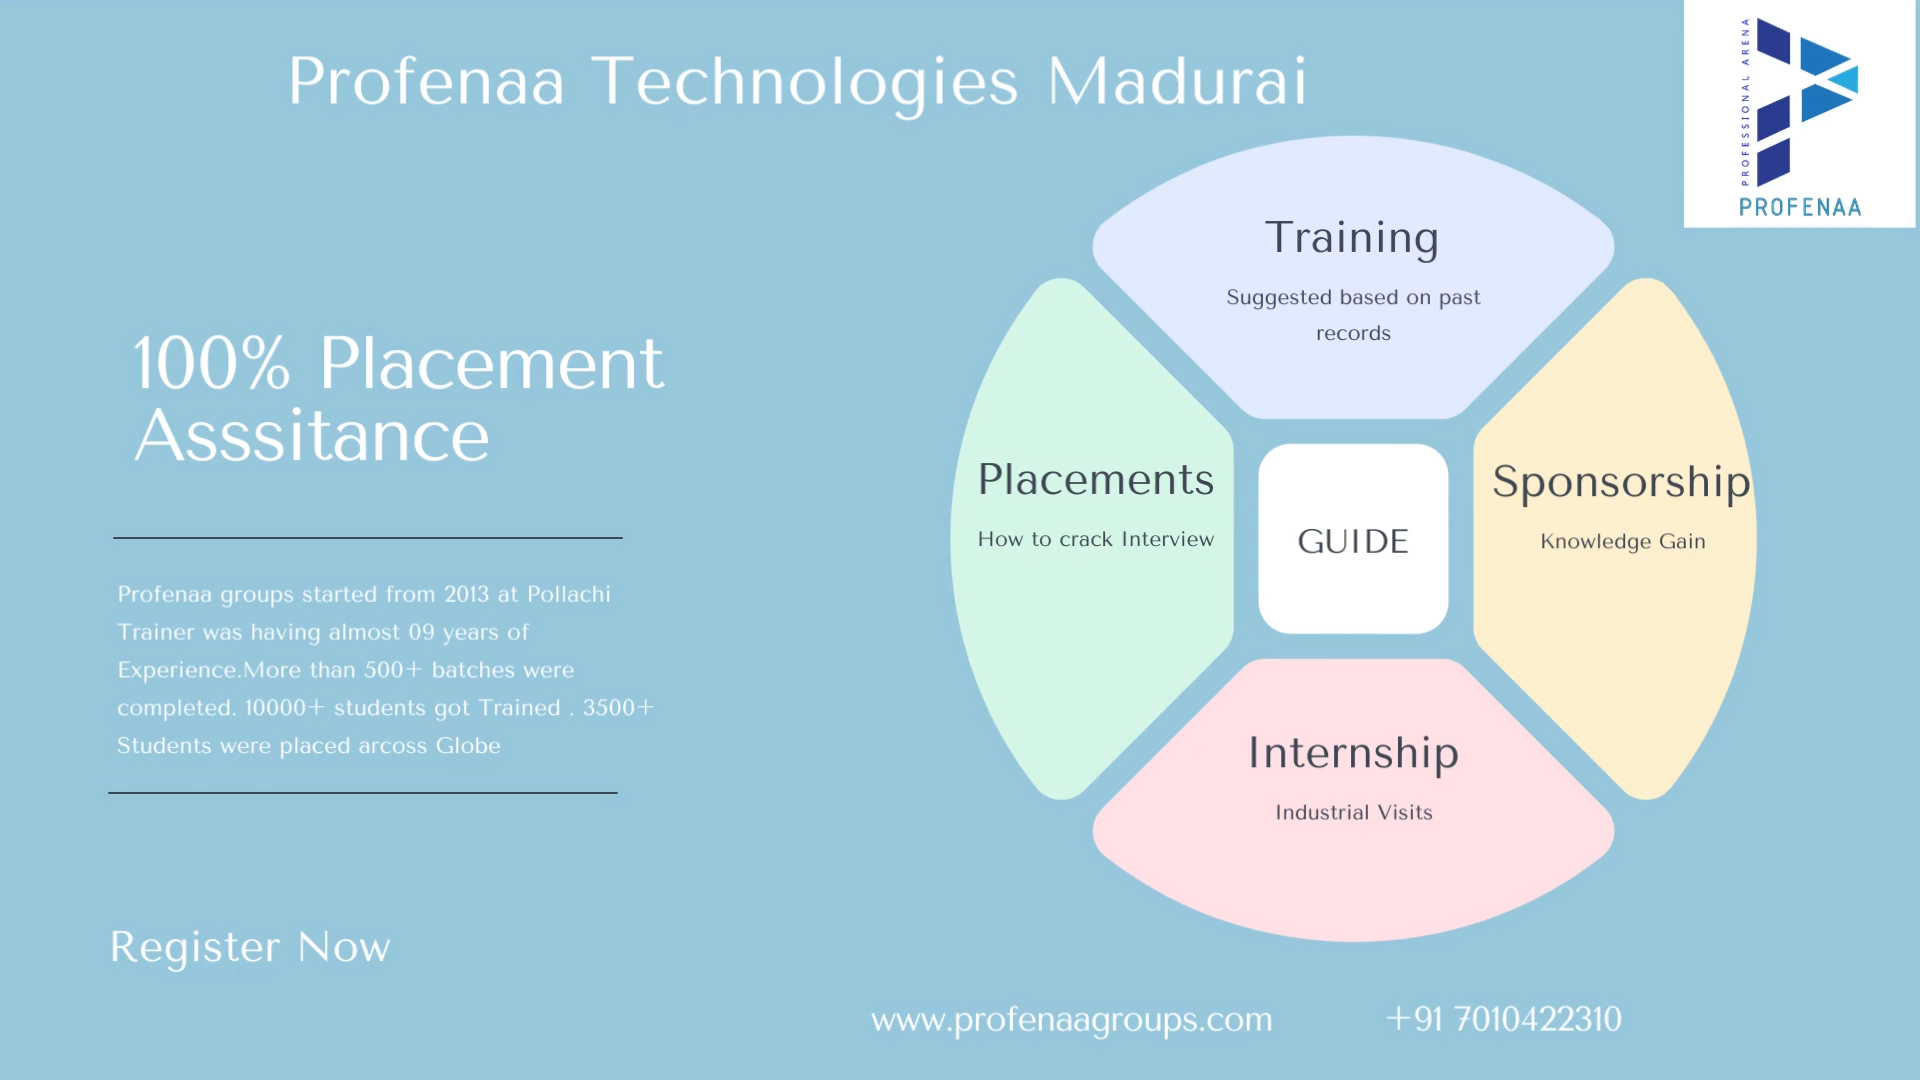 Profenaa Technologies Madurai
PROFESSIONAL ARENA
PROFENAA
100% Placement
Asssitance
Profenaa groups started from 2013 at Pollachi
Trainer was having almost 09 years of
Experience.More than 500+ batches were
completed. 10000+ students got Trained . 3500+
Students were placed arcoss Globe
Register Now
Training
Suggested based on past
records
Placements
How to crack Interview
GUIDE
Sponsorship
Knowledge Gain
Internship
Industrial Visits
www.profenaagroups.com
+91 7010422310